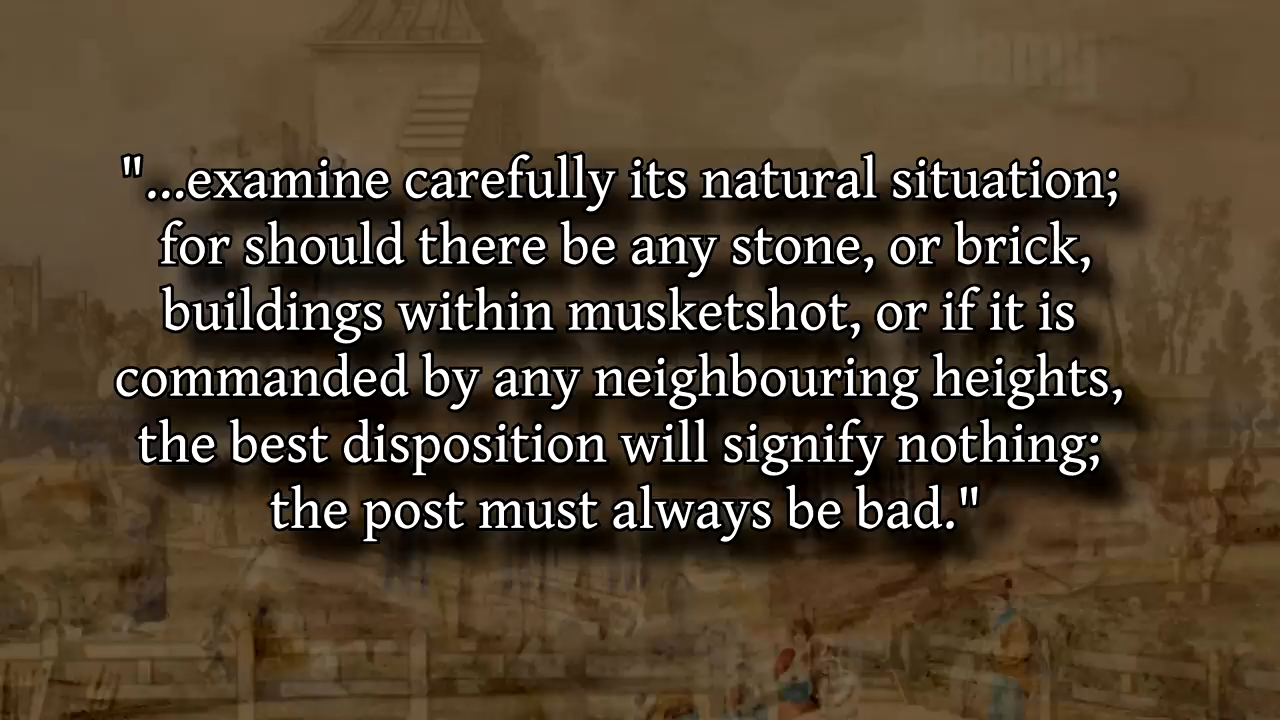 "...examine carefully its natural situation;
for should there be any stone, or brick,
buildings within musketshot, or if it is
commanded by any neighbouring heights,
the best disposition will signify nothing;
the post must always be bad."